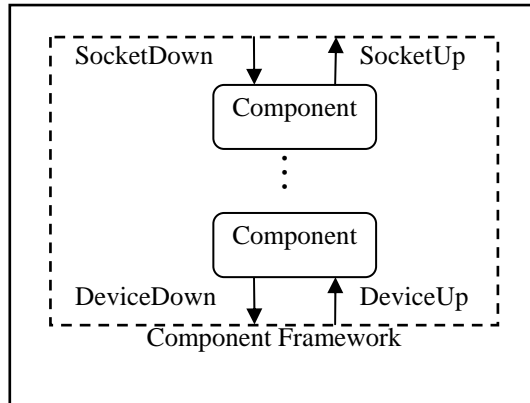 SocketDown SocketUp
Component
Component
DeviceDown DeviceUp
Component Framework